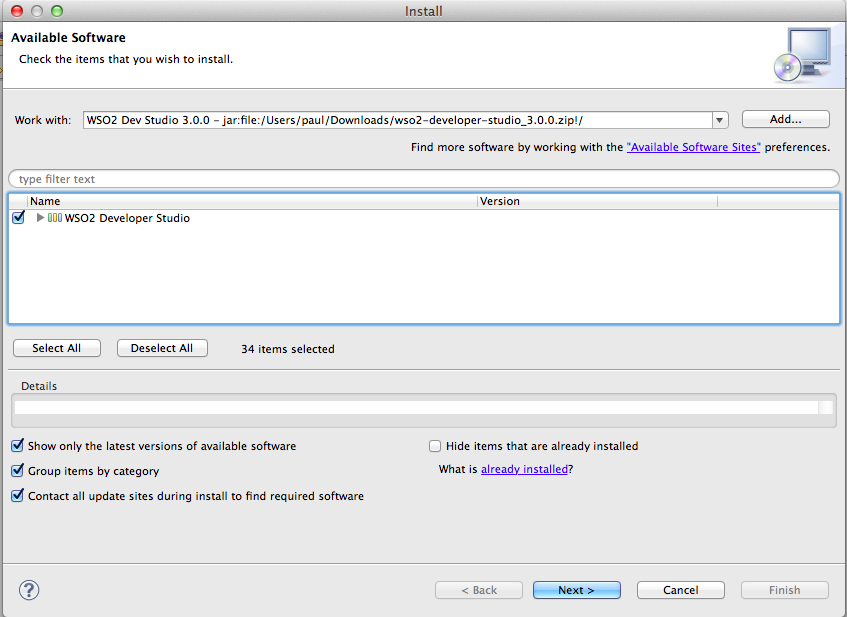 Install
Available Software
Check the items that you wish to install.
Work with: WSO2 Dev Studio 3.0.0 - jar:file:/Users/paul/Downloads/wso2-developer-studio_3.0.0.zip!/ Add...
Find more software by working with the "Available Software Sites" preferences.
type filter text
Name Version
WSO2 Developer Studio
Select All Deselect All 34 items selected
Details
Show only the latest versions of available software Hide items that are already installed
Group items by category What is already installed?
Contact all update sites during install to find required software
? < Back Next > Cancel Finish